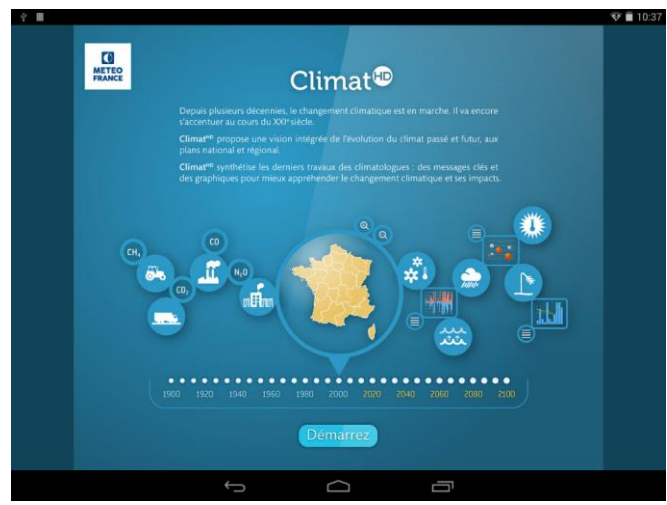 10:37
METEO
FRANCE
Climat HD
Depuis plusieurs décennies, le changement climatique est en marche. Il va encore
s'accentuer au cours du XXIe siècle.
ClimatHD propose une vision intégrée de l'évolution du climat passé et futur, aux
plans national et régional.
ClimatHD synthétise les derniers travaux des climatologues : des messages clés et
des graphiques pour mieux appréhender le changement climatique et ses impacts.
CH4
CO
CO2
N2O
1900 1920 1940 1960 1980 2000 2020 2040 2060 2080 2100
Démarrez